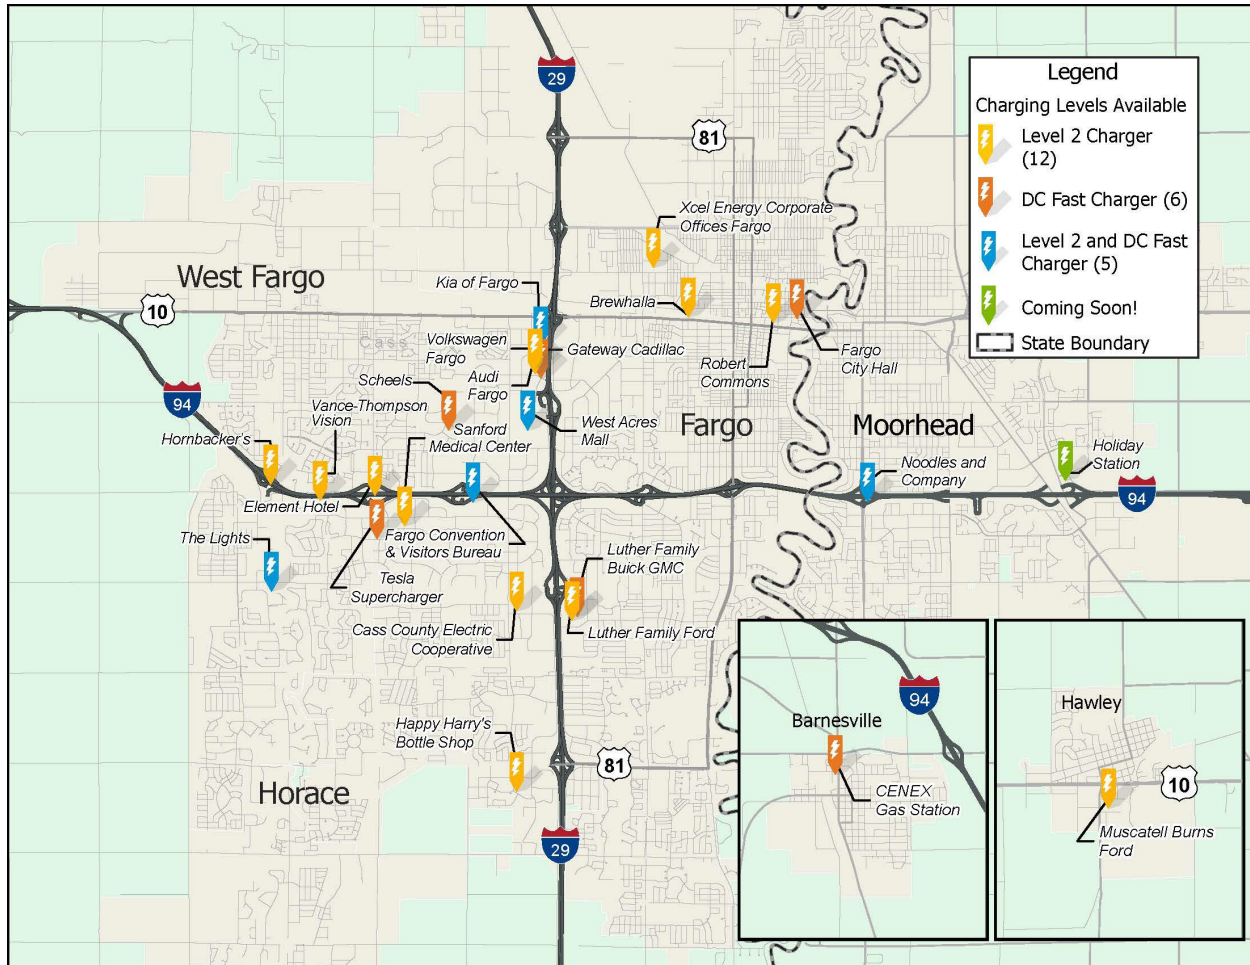 29
81
Legend
Charging Levels Available
Level 2 Charger
(12)
DC Fast Charger (6)
Level 2 and DC Fast
Charger (5)
Coming Soon!
State Boundary
Xcel Energy Corporate
Offices Fargo
West Fargo
Kia of Fargo
Brewhalla
10
Cass
Volkswagen
Fargo
Gateway Cadillac
Audi
Fargo
Robert
Commons
Fargo
City Hall
Scheels
94
Vance-Thompson
Vision
Sanford
Medical Center
West Acres
Mall
Fargo
Moorhead
Hornbacker's
Holiday
Station
Noodles and
Company
94
Element Hotel
Fargo Convention
& Visitors Bureau
The Lights
Tesla
Supercharger
Luther Family
Buick GMC
Cass County Electric
Cooperative
Luther Family Ford
Happy Harry's
Bottle Shop
81
Horace
29
94
Barnesville
CENEX
Gas Station
Hawley
10
Muscatell Burns
Ford